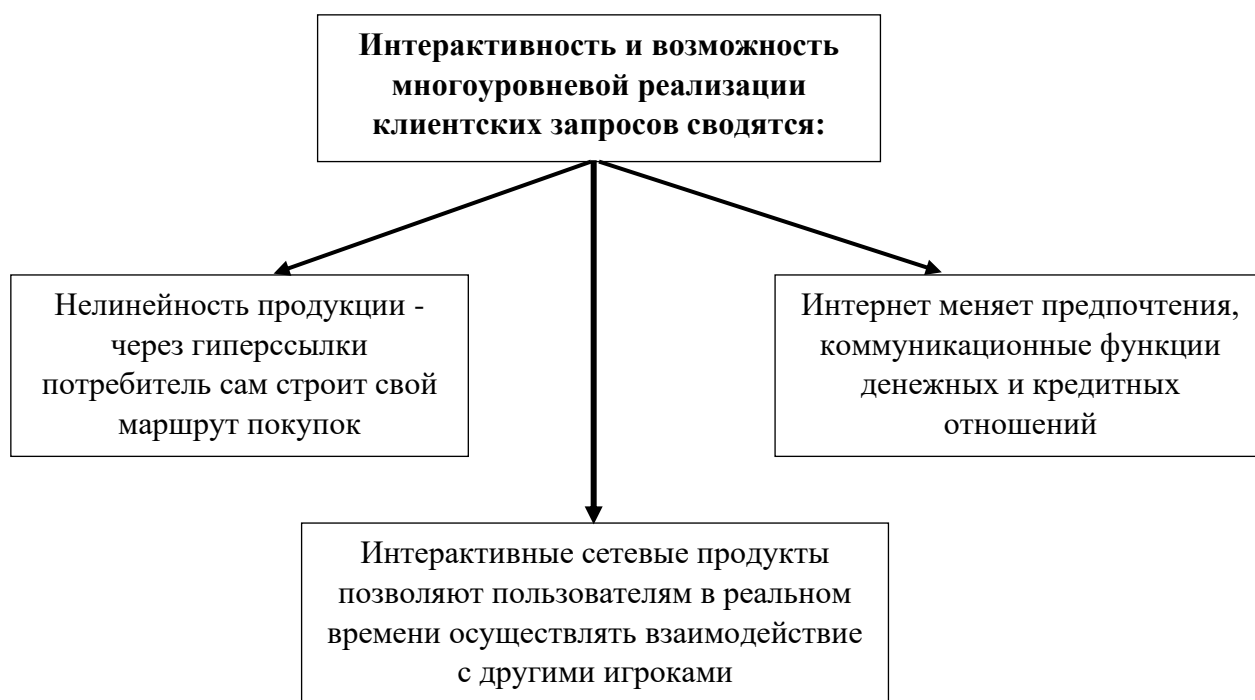 Интерактивность и возможность
многоуровневой реализации
клиентских запросов сводятся:
Нелинейность продукции -
через гиперссылки
потребитель сам строит свой
маршрут покупок
Интернет меняет предпочтения,
коммуникационные функции
денежных и кредитных
отношений
Интерактивные сетевые продукты
позволяют пользователям в реальном
времени осуществлять взаимодействие
с другими игроками